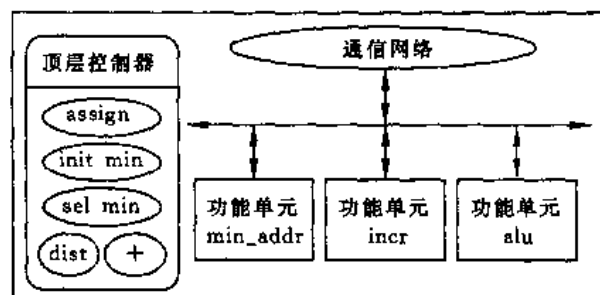 顶层控制器
assign
init min
sel min
dist
+
通信网络
功能单元
min_addr
功能单元
incr
功能单元
alu